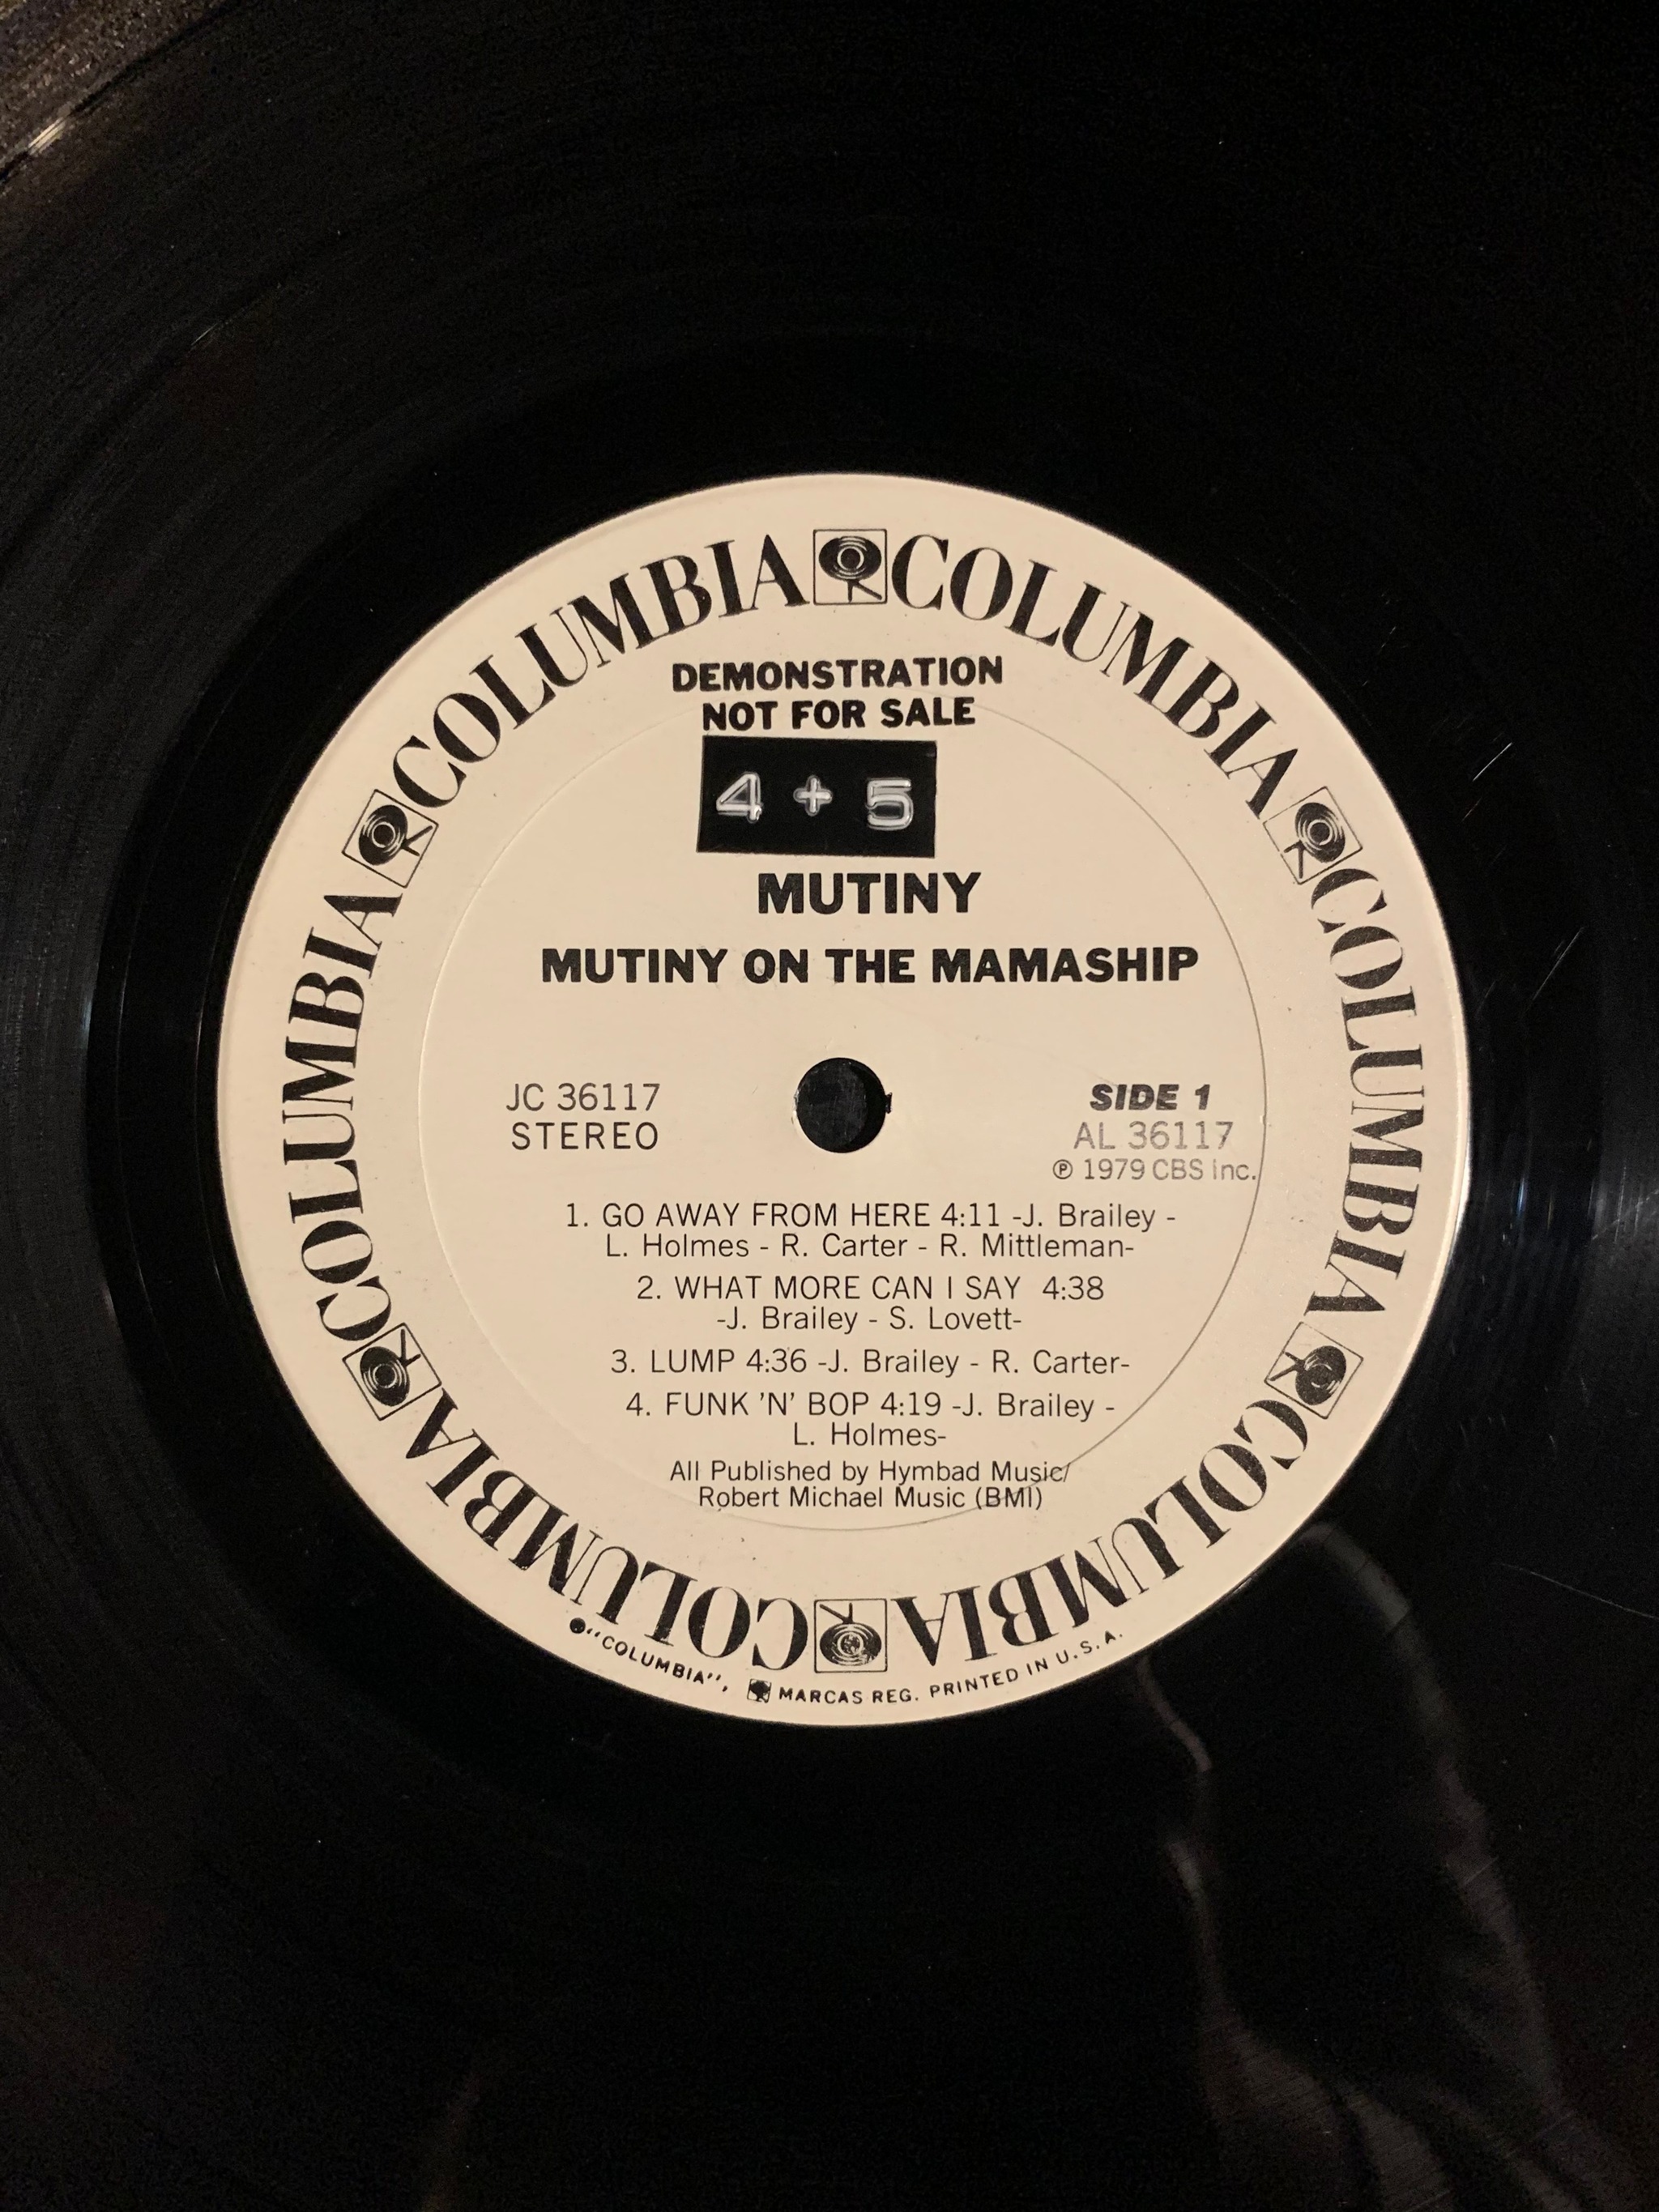 COLUMBIA COLUMBIA COLUMBIA COLUMBIA COLUMBIA COLUMBIA COLUMBIA COLUMBIA
DEMONSTRATION
NOT FOR SALE
4 + 5
MUTINY
MUTINY ON THE MAMASHIP
JC 36117
STEREO
SIDE 1
AL 36117
℗ 1979 CBS Inc.
1. GO AWAY FROM HERE 4:11 -J. Brailey -
L. Holmes - R. Carter - R. Mittleman-
2. WHAT MORE CAN I SAY 4:38
-J. Brailey - S. Lovett-
3. LUMP 4:36 -J. Brailey - R. Carter-
4. FUNK 'N' BOP 4:19 -J. Brailey -
L. Holmes-
All Published by Hymbad Music/
Robert Michael Music (BMI)
"COLUMBIA", MARCAS REG. PRINTED IN U.S.A.